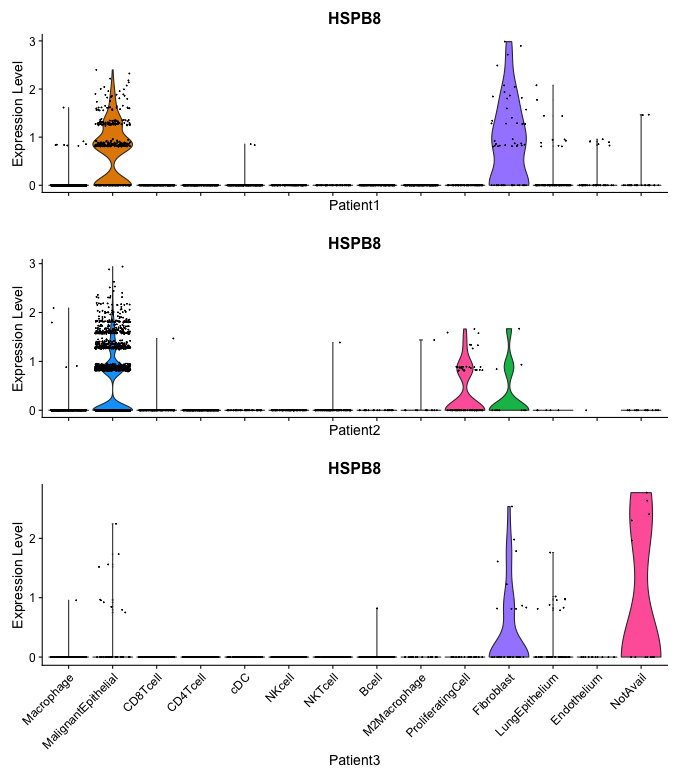 HSPB8
Expression Level
3
2
1
0
Patient1
HSPB8
Expression Level
3
2
1
0
Patient2
HSPB8
Expression Level
2
1
0
Macrophage
MalignantEpithelial
CD8Tcell
CD4Tcell
cDC
NKcell
NKTcell
Bcell
M2Macrophage
ProliferatingCell
Fibroblast
LungEpithelium
Endothelium
NotAvail
Patient3